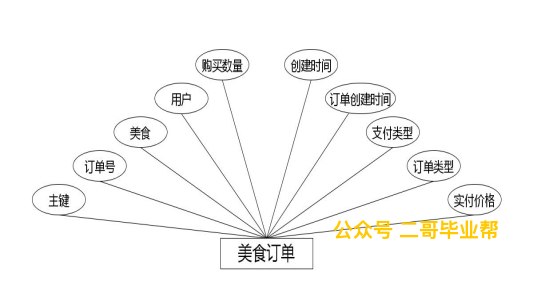 购买数量
创建时间
用户
订单创建时间
美食
支付类型
订单号
订单类型
主键
实付价格
公众号 二哥毕业帮
美食订单